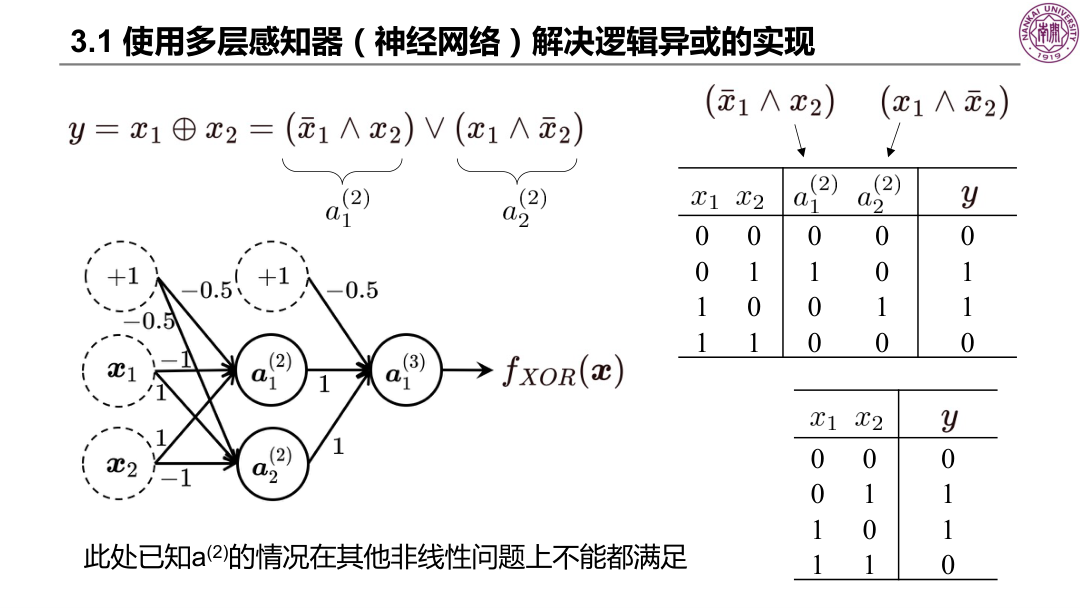 3.1 使用多层感知器（神经网络）解决逻辑异或的实现
NANKAI UNIVERSITY
1919
y = x₁ ⊕ x₂ = (x̄₁ ∧ x₂) ∨ (x₁ ∧ x̄₂)
a₁⁽²⁾ a₂⁽²⁾
+1 +1
−0.5 −0.5
−0.5
x₁ −1 a₁⁽²⁾ 1 a₁⁽³⁾ f_XOR(x)
1
1 1
x₂ −1 a₂⁽²⁾
此处已知a⁽²⁾的情况在其他非线性问题上不能都满足
(x̄₁ ∧ x₂) (x₁ ∧ x̄₂)
x₁ x₂ a₁⁽²⁾ a₂⁽²⁾ y
0 0 0 0 0
0 1 1 0 1
1 0 0 1 1
1 1 0 0 0
x₁ x₂ y
0 0 0
0 1 1
1 0 1
1 1 0